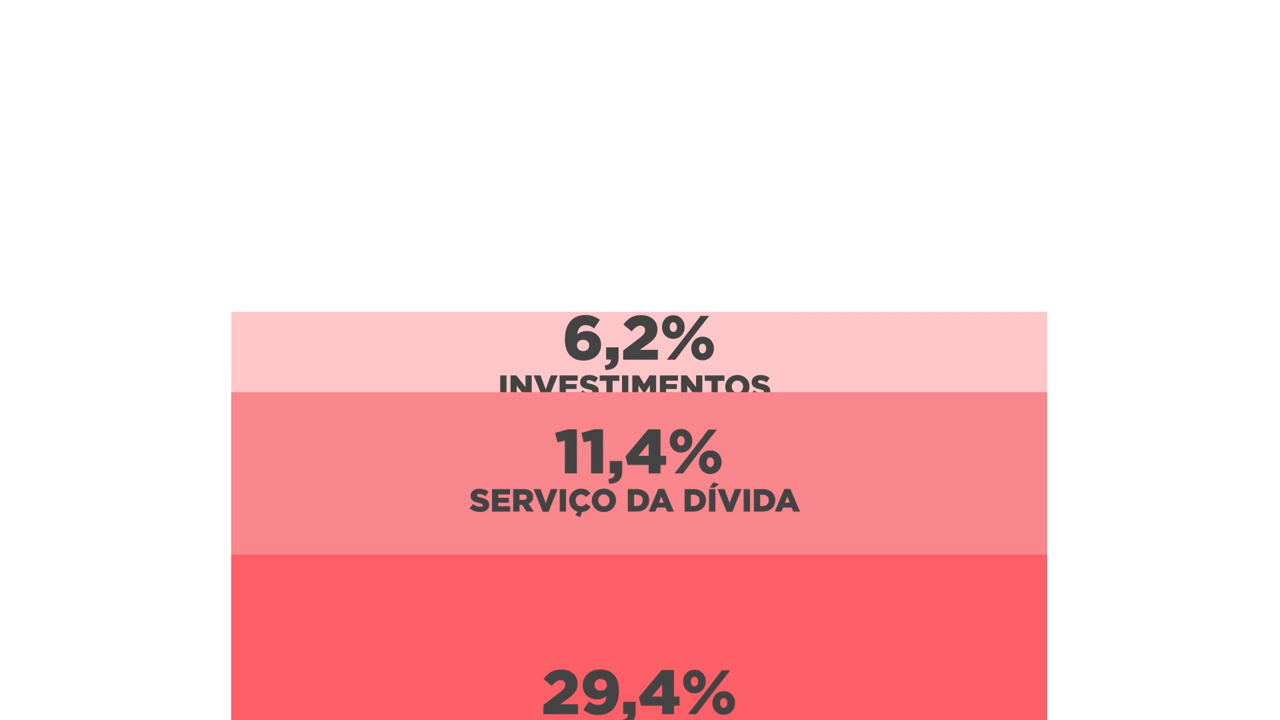 6,2%
INVESTIMENTOS
11,4%
SERVIÇO DA DÍVIDA
29,4%